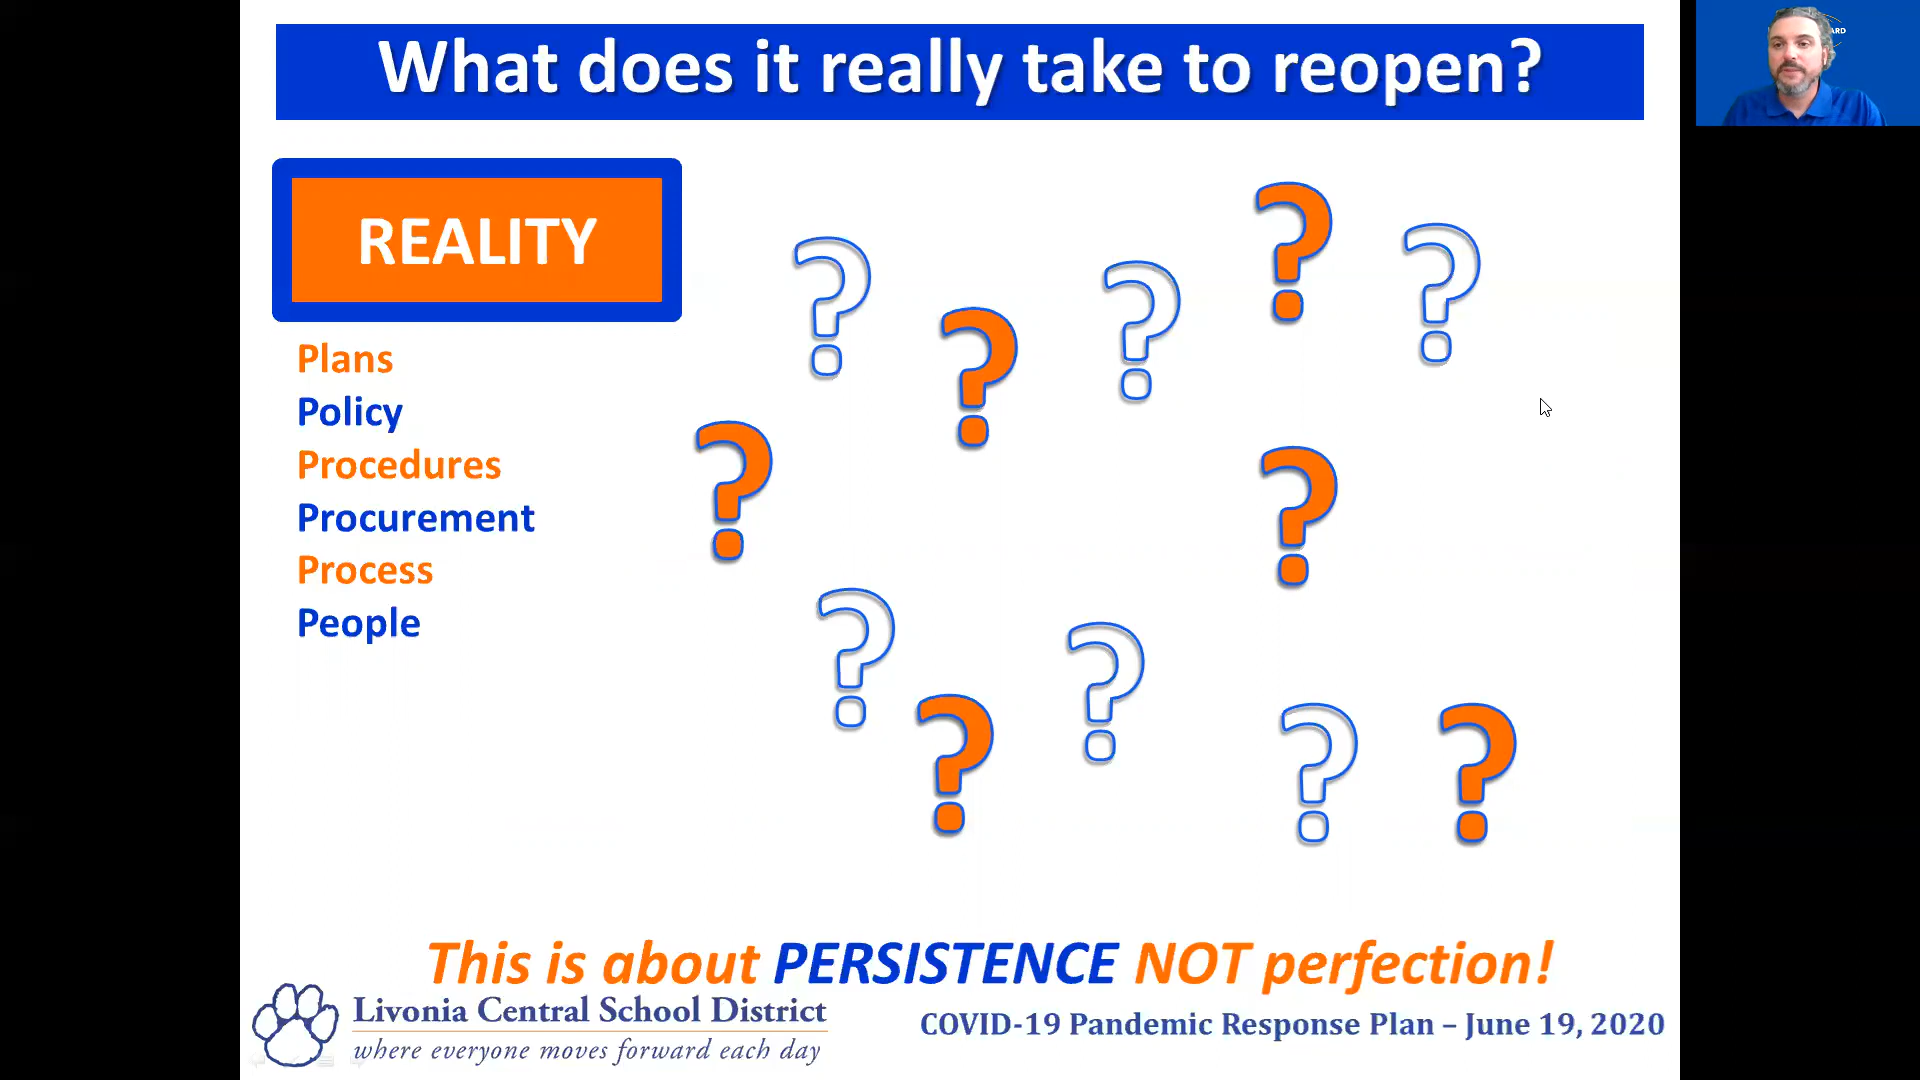 What does it really take to reopen?
ARD
REALITY
Plans
Policy
Procedures
Procurement
Process
People
? ? ? ? ? ? ? ? ? ? ? ?
This is about PERSISTENCE NOT perfection!
Livonia Central School District
where everyone moves forward each day
COVID-19 Pandemic Response Plan – June 19, 2020